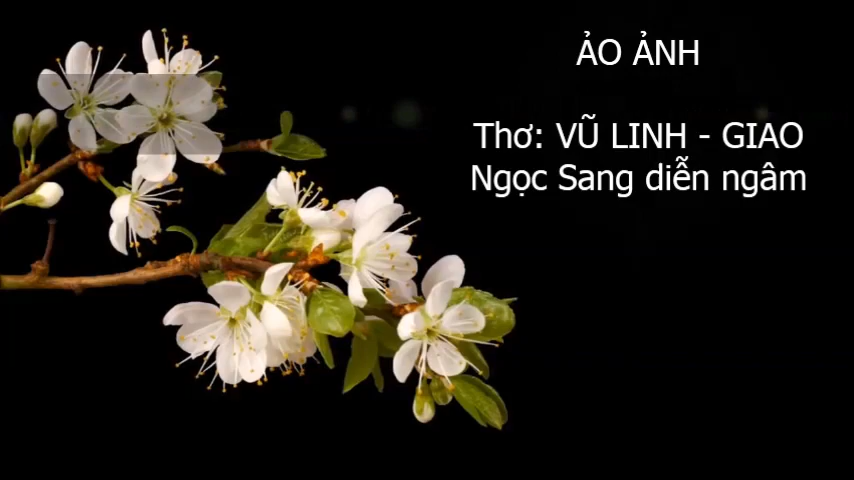 ẢO ẢNH
Thơ: VŨ LINH - GIAO
Ngọc Sang diễn ngâm